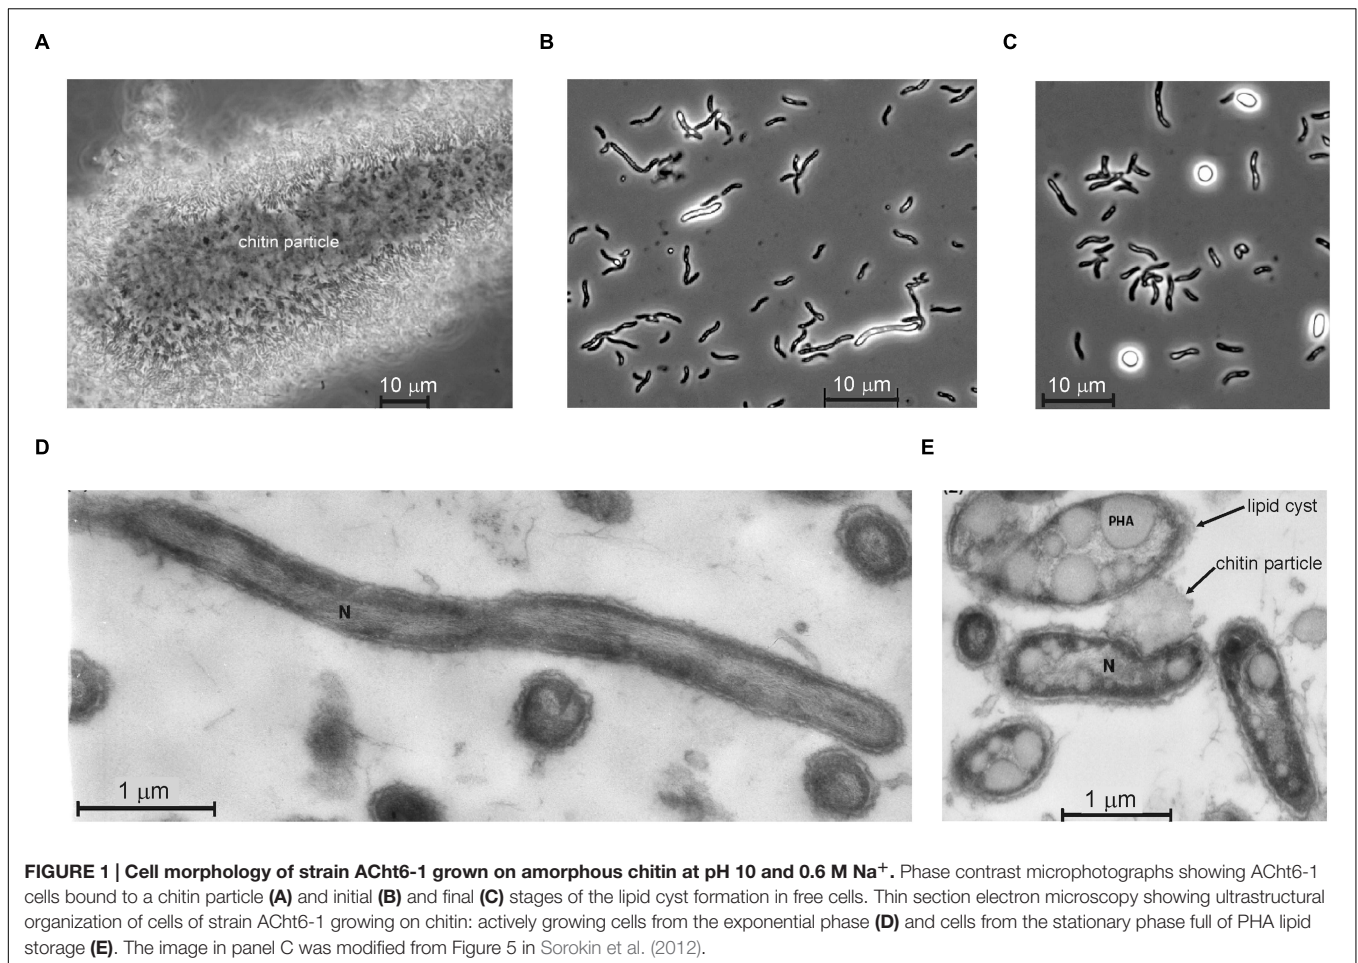 A
B
C
chitin particle
10 μm
10 μm
10 μm
D
E
PHA
lipid cyst
chitin particle
N
N
1 μm
1 μm
FIGURE 1 | Cell morphology of strain ACht6-1 grown on amorphous chitin at pH 10 and 0.6 M Na⁺. Phase contrast microphotographs showing ACht6-1
cells bound to a chitin particle (A) and initial (B) and final (C) stages of the lipid cyst formation in free cells. Thin section electron microscopy showing ultrastructural
organization of cells of strain ACht6-1 growing on chitin: actively growing cells from the exponential phase (D) and cells from the stationary phase full of PHA lipid
storage (E). The image in panel C was modified from Figure 5 in Sorokin et al. (2012).